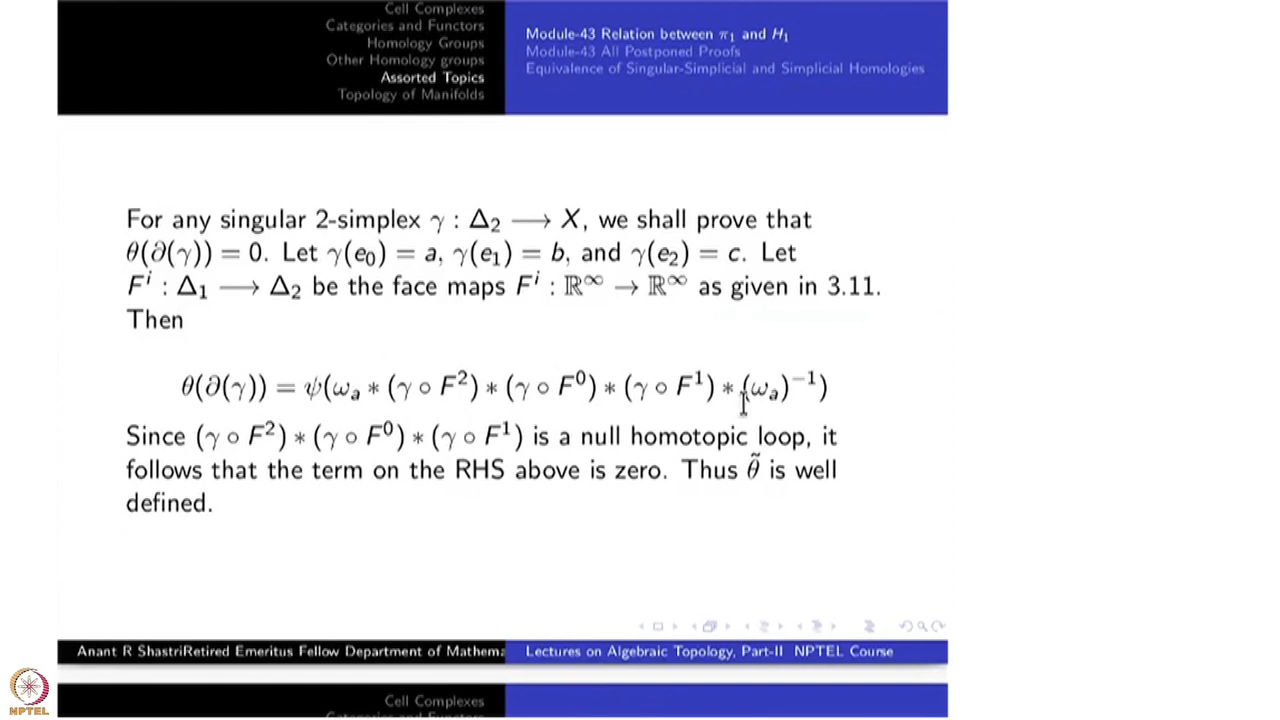 Cell Complexes
Categories and Functors
Homology Groups
Other Homology groups
Assorted Topics
Topology of Manifolds
Module-43 Relation between π₁ and H₁
Module-43 All Postponed Proofs
Equivalence of Singular-Simplicial and Simplicial Homologies
For any singular 2-simplex γ : Δ₂ ⟶ X, we shall prove that
θ(∂(γ)) = 0. Let γ(e₀) = a, γ(e₁) = b, and γ(e₂) = c. Let
Fⁱ : Δ₁ ⟶ Δ₂ be the face maps Fⁱ : ℝ^∞ → ℝ^∞ as given in 3.11.
Then
θ(∂(γ)) = ψ(ωₐ * (γ ∘ F²) * (γ ∘ F⁰) * (γ ∘ F¹) * (ωₐ)⁻¹)
Since (γ ∘ F²) * (γ ∘ F⁰) * (γ ∘ F¹) is a null homotopic loop, it
follows that the term on the RHS above is zero. Thus θ̃ is well
defined.
Anant R ShastriRetired Emeritus Fellow Department of Mathema
Lectures on Algebraic Topology, Part-II NPTEL Course
NPTEL
Cell Complexes